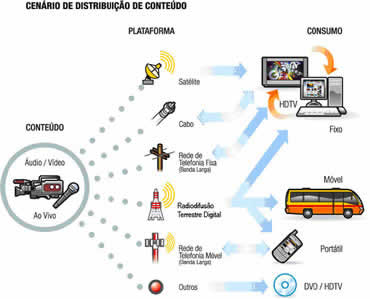 CENÁRIO DE DISTRIBUIÇÃO DE CONTEÚDO
PLATAFORMA
CONSUMO
Satélite
HDTV
Cabo
Fixo
CONTEÚDO
Áudio / Vídeo
Ao Vivo
Rede de
Telefonia Fixa
(Banda Larga)
Radiodifusão
Terrestre Digital
Móvel
Rede de
Telefonia Móvel
(Banda Larga)
Portátil
Outros
DVD / HDTV